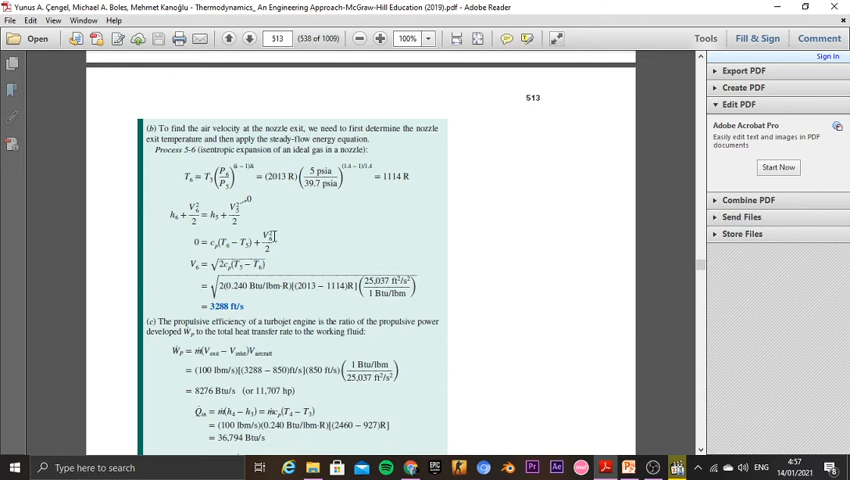 Yunus A. Çengel, Michael A. Boles, Mehmet Kanoğlu - Thermodynamics_ An Engineering Approach-McGraw-Hill Education (2019).pdf - Adobe Reader
File Edit View Window Help
Open 513 (538 of 1009) 100% Tools Fill & Sign Comment
Sign In
Export PDF
Create PDF
Edit PDF
Adobe Acrobat Pro
Easily edit text and images in PDF
documents
Start Now
Combine PDF
Send Files
Store Files
513
(b) To find the air velocity at the nozzle exit, we need to first determine the nozzle
exit temperature and then apply the steady-flow energy equation.
Process 5-6 (isentropic expansion of an ideal gas in a nozzle):
T6 = T5(P6/P5)^(k − 1)/k = (2013 R)(5 psia/39.7 psia)^(1.4 − 1)/1.4 = 1114 R
h6 + V6²/2 = h5 + V5²/2 ↗0
0 = cp(T6 − T5) + V6²/2
V6 = √2cp(T5 − T6)
= √2(0.240 Btu/lbm·R)[(2013 − 1114)R](25,037 ft²/s²/1 Btu/lbm)
= 3288 ft/s
(c) The propulsive efficiency of a turbojet engine is the ratio of the propulsive power
developed Ẇp to the total heat transfer rate to the working fluid:
Ẇp = ṁ(Vexit − Vinlet)Vaircraft
= (100 lbm/s)[(3288 − 850)ft/s](850 ft/s)(1 Btu/lbm/25,037 ft²/s²)
= 8276 Btu/s (or 11,707 hp)
Q̇in = ṁ(h4 − h3) = ṁcp(T4 − T3)
= (100 lbm/s)(0.240 Btu/lbm·R)[(2460 − 927)R]
= 36,794 Btu/s
Type here to search
ENG
4:57
14/01/2021